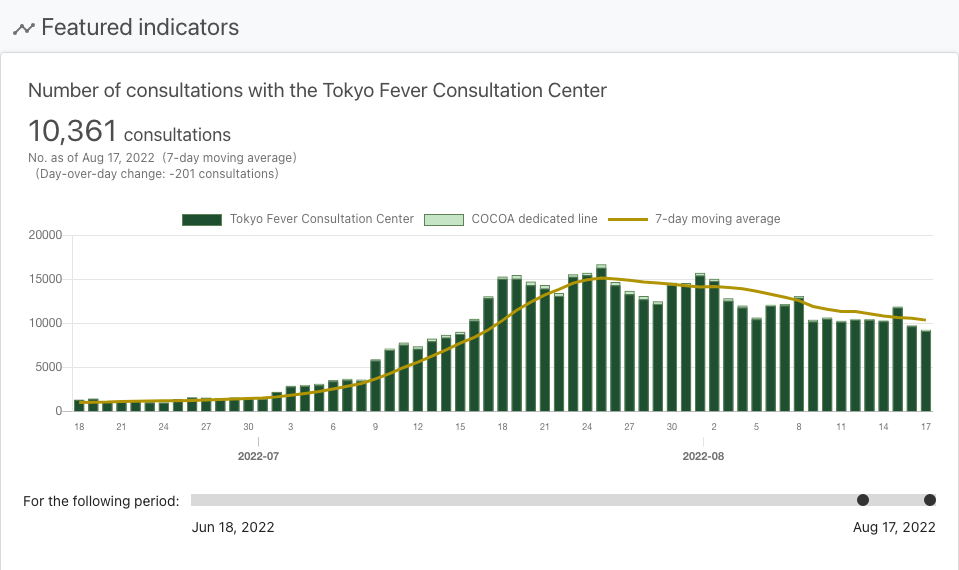 Featured indicators
Number of consultations with the Tokyo Fever Consultation Center
10,361 consultations
No. as of Aug 17, 2022 (7-day moving average)
(Day-over-day change: -201 consultations)
Tokyo Fever Consultation Center COCOA dedicated line 7-day moving average
20000
15000
10000
5000
0
18 21 24 27 30 3 6 9 12 15 18 21 24 27 30 2 5 8 11 14 17
2022-07 2022-08
For the following period:
Jun 18, 2022 Aug 17, 2022